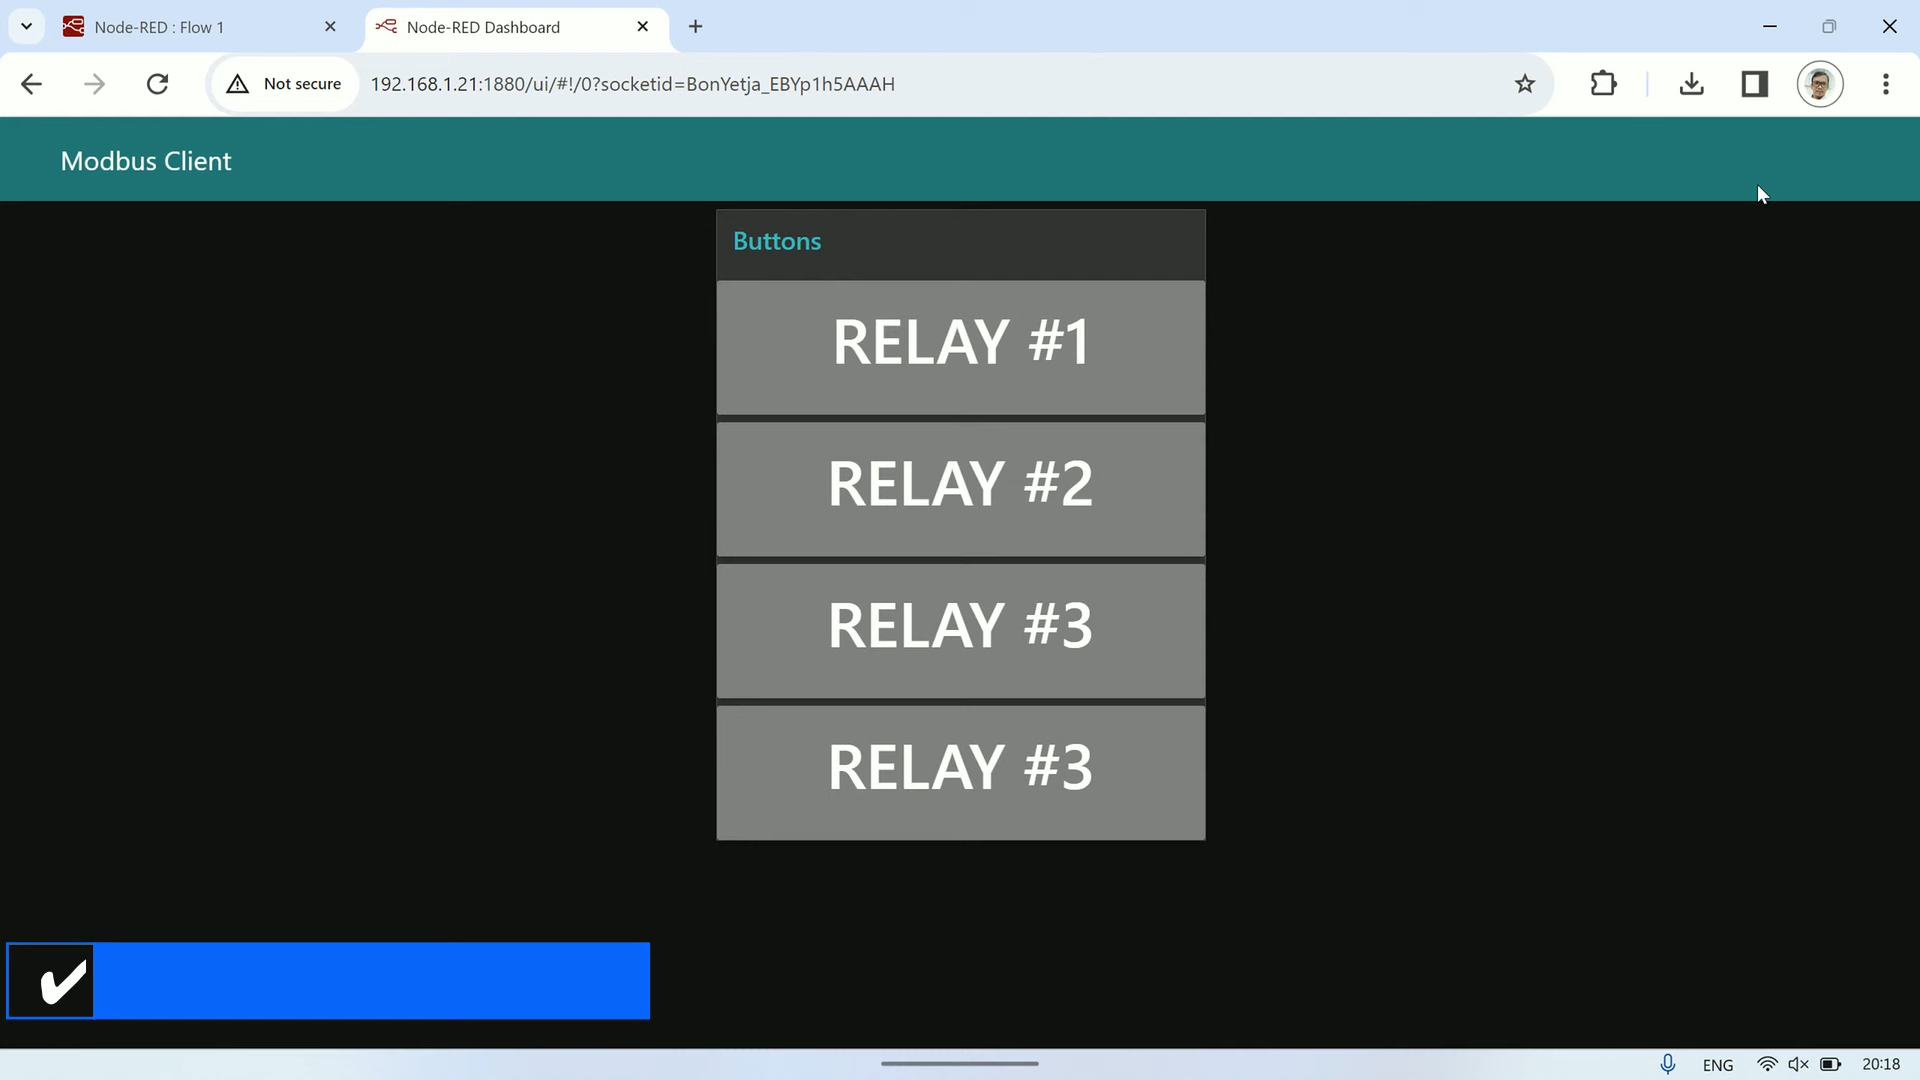 Node-RED : Flow 1
Node-RED Dashboard
Not secure
192.168.1.21:1880/ui/#!/0?socketid=BonYetja_EBYp1h5AAAH
Modbus Client
Buttons
RELAY #1
RELAY #2
RELAY #3
RELAY #3
ENG
20:18